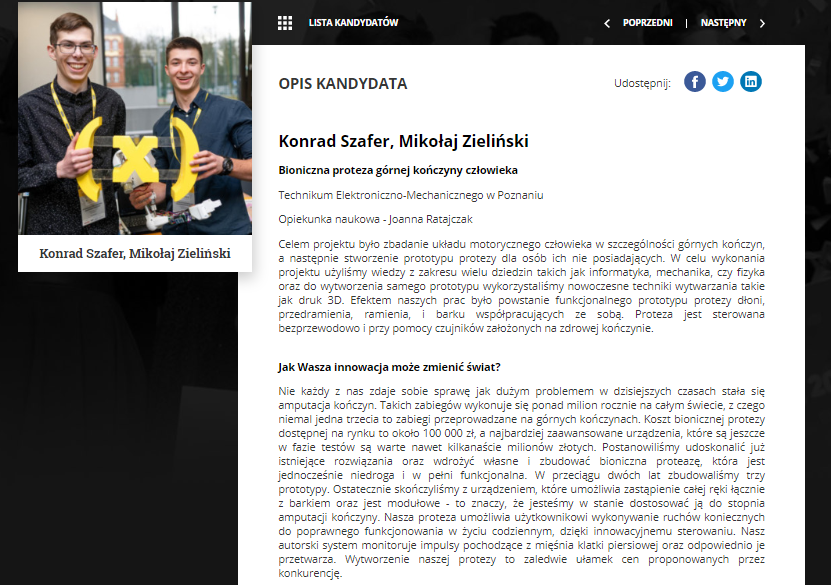 LISTA KANDYDATÓW
POPRZEDNI | NASTĘPNY
OPIS KANDYDATA
Udostępnij:
Konrad Szafer, Mikołaj Zieliński
Konrad Szafer, Mikołaj Zieliński
Bioniczna proteza górnej kończyny człowieka
Technikum Elektroniczno-Mechanicznego w Poznaniu
Opiekunka naukowa - Joanna Ratajczak
Celem projektu było zbadanie układu motorycznego człowieka w szczególności górnych kończyn,
a następnie stworzenie prototypu protezy dla osób ich nie posiadających. W celu wykonania
projektu użyliśmy wiedzy z zakresu wielu dziedzin takich jak informatyka, mechanika, czy fizyka
oraz do wytworzenia samego prototypu wykorzystaliśmy nowoczesne techniki wytwarzania takie
jak druk 3D. Efektem naszych prac było powstanie funkcjonalnego prototypu protezy dłoni,
przedramienia, ramienia, i barku współpracujących ze sobą. Proteza jest sterowana
bezprzewodowo i przy pomocy czujników założonych na zdrowej kończynie.
Jak Wasza innowacja może zmienić świat?
Nie każdy z nas zdaje sobie sprawę jak dużym problemem w dzisiejszych czasach stała się
amputacja kończyn. Takich zabiegów wykonuje się ponad milion rocznie na całym świecie, z czego
niemal jedna trzecia to zabiegi przeprowadzane na górnych kończynach. Koszt bionicznej protezy
dostępnej na rynku to około 100 000 zł, a najbardziej zaawansowane urządzenia, które są jeszcze
w fazie testów są warte nawet kilkanaście milionów złotych. Postanowiliśmy udoskonalić już
istniejące rozwiązania oraz wdrożyć własne i zbudować bioniczna proteazę, która jest
jednocześnie niedroga i w pełni funkcjonalna. W przeciągu dwóch lat zbudowaliśmy trzy
prototypy. Ostatecznie skończyliśmy z urządzeniem, które umożliwia zastąpienie całej ręki łącznie
z barkiem oraz jest modułowe - to znaczy, że jesteśmy w stanie dostosować ją do stopnia
amputacji kończyny. Nasza proteza umożliwia użytkownikowi wykonywanie ruchów koniecznych
do poprawnego funkcjonowania w życiu codziennym, dzięki innowacyjnemu sterowaniu. Nasz
autorski system monitoruje impulsy pochodzące z mięśnia klatki piersiowej oraz odpowiednio je
przetwarza. Wytworzenie naszej protezy to zaledwie ułamek cen proponowanych przez
konkurencję.